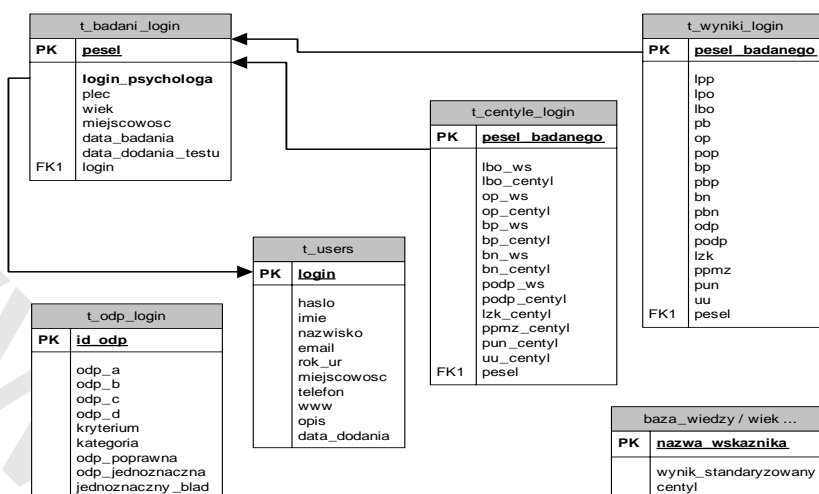 t_badani_login
PK pesel
login_psychologa
plec
wiek
miejscowosc
data_badania
data_dodania_testu
FK1 login
t_wyniki_login
PK pesel_badanego
lpp
lpo
lbo
pb
op
pop
bp
pbp
bn
pbn
odp
podp
lzk
ppmz
pun
uu
FK1 pesel
t_centyle_login
PK pesel_badanego
lbo_ws
lbo_centyl
op_ws
op_centyl
bp_ws
bp_centyl
bn_ws
bn_centyl
podp_ws
podp_centyl
lzk_centyl
ppmz_centyl
pun_centyl
uu_centyl
FK1 pesel
t_users
PK login
haslo
imie
nazwisko
email
rok_ur
miejscowosc
telefon
www
opis
data_dodania
t_odp_login
PK id_odp
odp_a
odp_b
odp_c
odp_d
kryterium
kategoria
odp_poprawna
odp_jednoznaczna
jednoznaczny_blad
baza_wiedzy / wiek ...
PK nazwa_wskaznika
wynik_standaryzowany
centyl